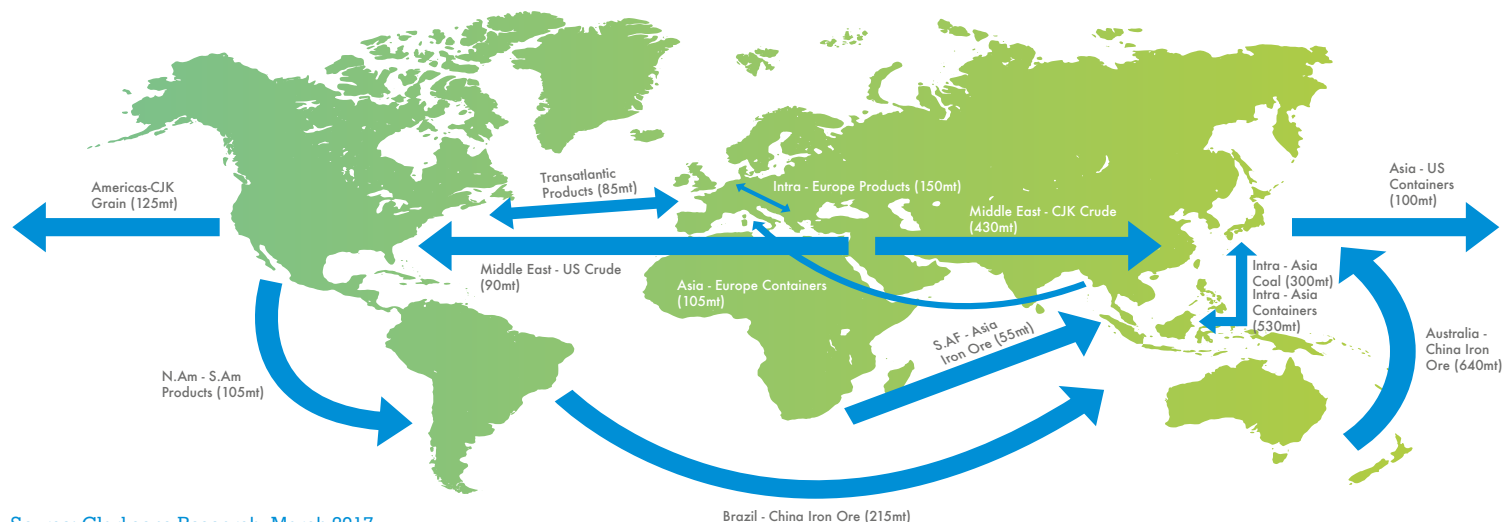 Americas-CJK
Grain (125mt)
Transatlantic
Products (85mt)
Intra - Europe Products (150mt)
Middle East - CJK Crude
(430mt)
Asia - US
Containers
(100mt)
Middle East - US Crude
(90mt)
Asia - Europe Containers
(105mt)
Intra - Asia
Coal (300mt)
Intra - Asia
Containers
(530mt)
S.AF - Asia
Iron Ore (55mt)
Australia -
China Iron
Ore (640mt)
N.Am - S.Am
Products (105mt)
Brazil - China Iron Ore (215mt)